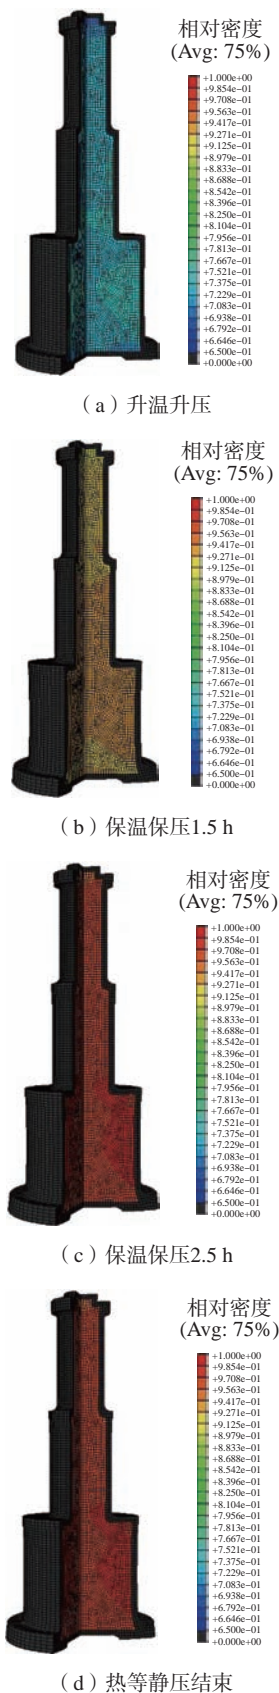 相对密度
(Avg: 75%)
+1.000e+00
+9.854e−01
+9.708e−01
+9.563e−01
+9.417e−01
+9.271e−01
+9.125e−01
+8.979e−01
+8.833e−01
+8.688e−01
+8.542e−01
+8.396e−01
+8.250e−01
+8.104e−01
+7.956e−01
+7.813e−01
+7.667e−01
+7.521e−01
+7.375e−01
+7.229e−01
+7.083e−01
+6.938e−01
+6.792e−01
+6.646e−01
+6.500e−01
+0.000e+00
（a）升温升压
相对密度
(Avg: 75%)
+1.000e+00
+9.854e−01
+9.708e−01
+9.563e−01
+9.417e−01
+9.271e−01
+9.125e−01
+8.979e−01
+8.833e−01
+8.688e−01
+8.542e−01
+8.396e−01
+8.250e−01
+8.104e−01
+7.956e−01
+7.813e−01
+7.667e−01
+7.521e−01
+7.375e−01
+7.229e−01
+7.083e−01
+6.938e−01
+6.792e−01
+6.646e−01
+6.500e−01
+0.000e+00
（b）保温保压1.5 h
相对密度
(Avg: 75%)
+1.000e+00
+9.854e−01
+9.708e−01
+9.563e−01
+9.417e−01
+9.271e−01
+9.125e−01
+8.979e−01
+8.833e−01
+8.688e−01
+8.542e−01
+8.396e−01
+8.250e−01
+8.104e−01
+7.956e−01
+7.813e−01
+7.667e−01
+7.521e−01
+7.375e−01
+7.229e−01
+7.083e−01
+6.938e−01
+6.792e−01
+6.646e−01
+6.500e−01
+0.000e+00
（c）保温保压2.5 h
相对密度
(Avg: 75%)
+1.000e+00
+9.854e−01
+9.708e−01
+9.563e−01
+9.417e−01
+9.271e−01
+9.125e−01
+8.979e−01
+8.833e−01
+8.688e−01
+8.542e−01
+8.396e−01
+8.250e−01
+8.104e−01
+7.956e−01
+7.813e−01
+7.667e−01
+7.521e−01
+7.375e−01
+7.229e−01
+7.083e−01
+6.938e−01
+6.792e−01
+6.646e−01
+6.500e−01
+0.000e+00
（d）热等静压结束